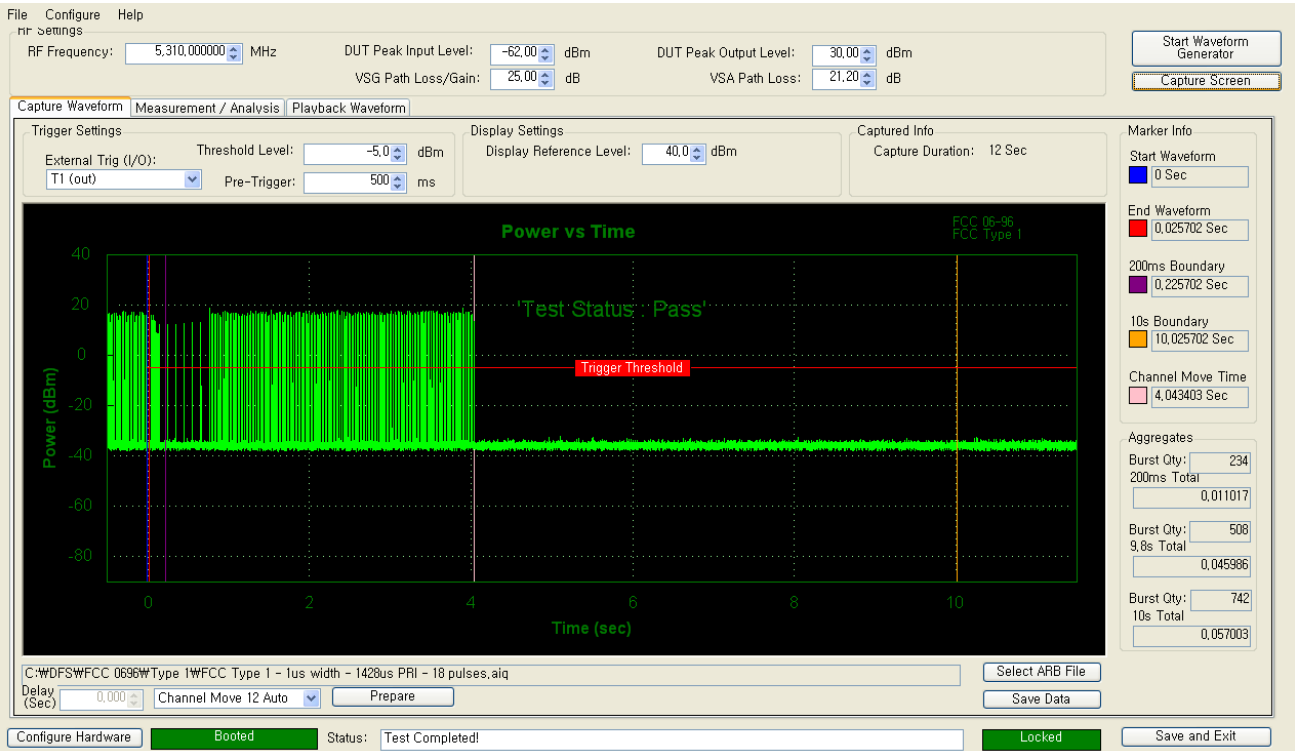 File Configure Help
RF Settings
RF Frequency: 5,310,000000 MHz DUT Peak Input Level: -62,00 dBm DUT Peak Output Level: 30,00 dBm
VSG Path Loss/Gain: 25,00 dB VSA Path Loss: 21,20 dB
Start Waveform
Generator
Capture Screen
Capture Waveform Measurement / Analysis Playback Waveform
Trigger Settings
External Trig (I/O):
T1 (out)
Threshold Level: -5,0 dBm
Pre-Trigger: 500 ms
Display Settings
Display Reference Level: 40,0 dBm
Captured Info
Capture Duration: 12 Sec
Power vs Time
FCC 06-96
FCC Type 1
'Test Status : Pass'
Trigger Threshold
Power (dBm)
40
20
0
-20
-40
-60
-80
0 2 4 6 8 10
Time (sec)
Marker Info
Start Waveform
0 Sec
End Waveform
0,025702 Sec
200ms Boundary
0,225702 Sec
10s Boundary
10,025702 Sec
Channel Move Time
4,043403 Sec
Aggregates
Burst Qty: 234
200ms Total
0,011017
Burst Qty: 508
9,8s Total
0,045986
Burst Qty: 742
10s Total
0,057003
C:₩DFS₩FCC 0696₩Type 1₩FCC Type 1 - 1us width - 1428us PRI - 18 pulses,aiq
Select ARB File
Delay
(Sec) 0,000 Channel Move 12 Auto Prepare
Save Data
Configure Hardware Booted Status: Test Completed! Locked Save and Exit